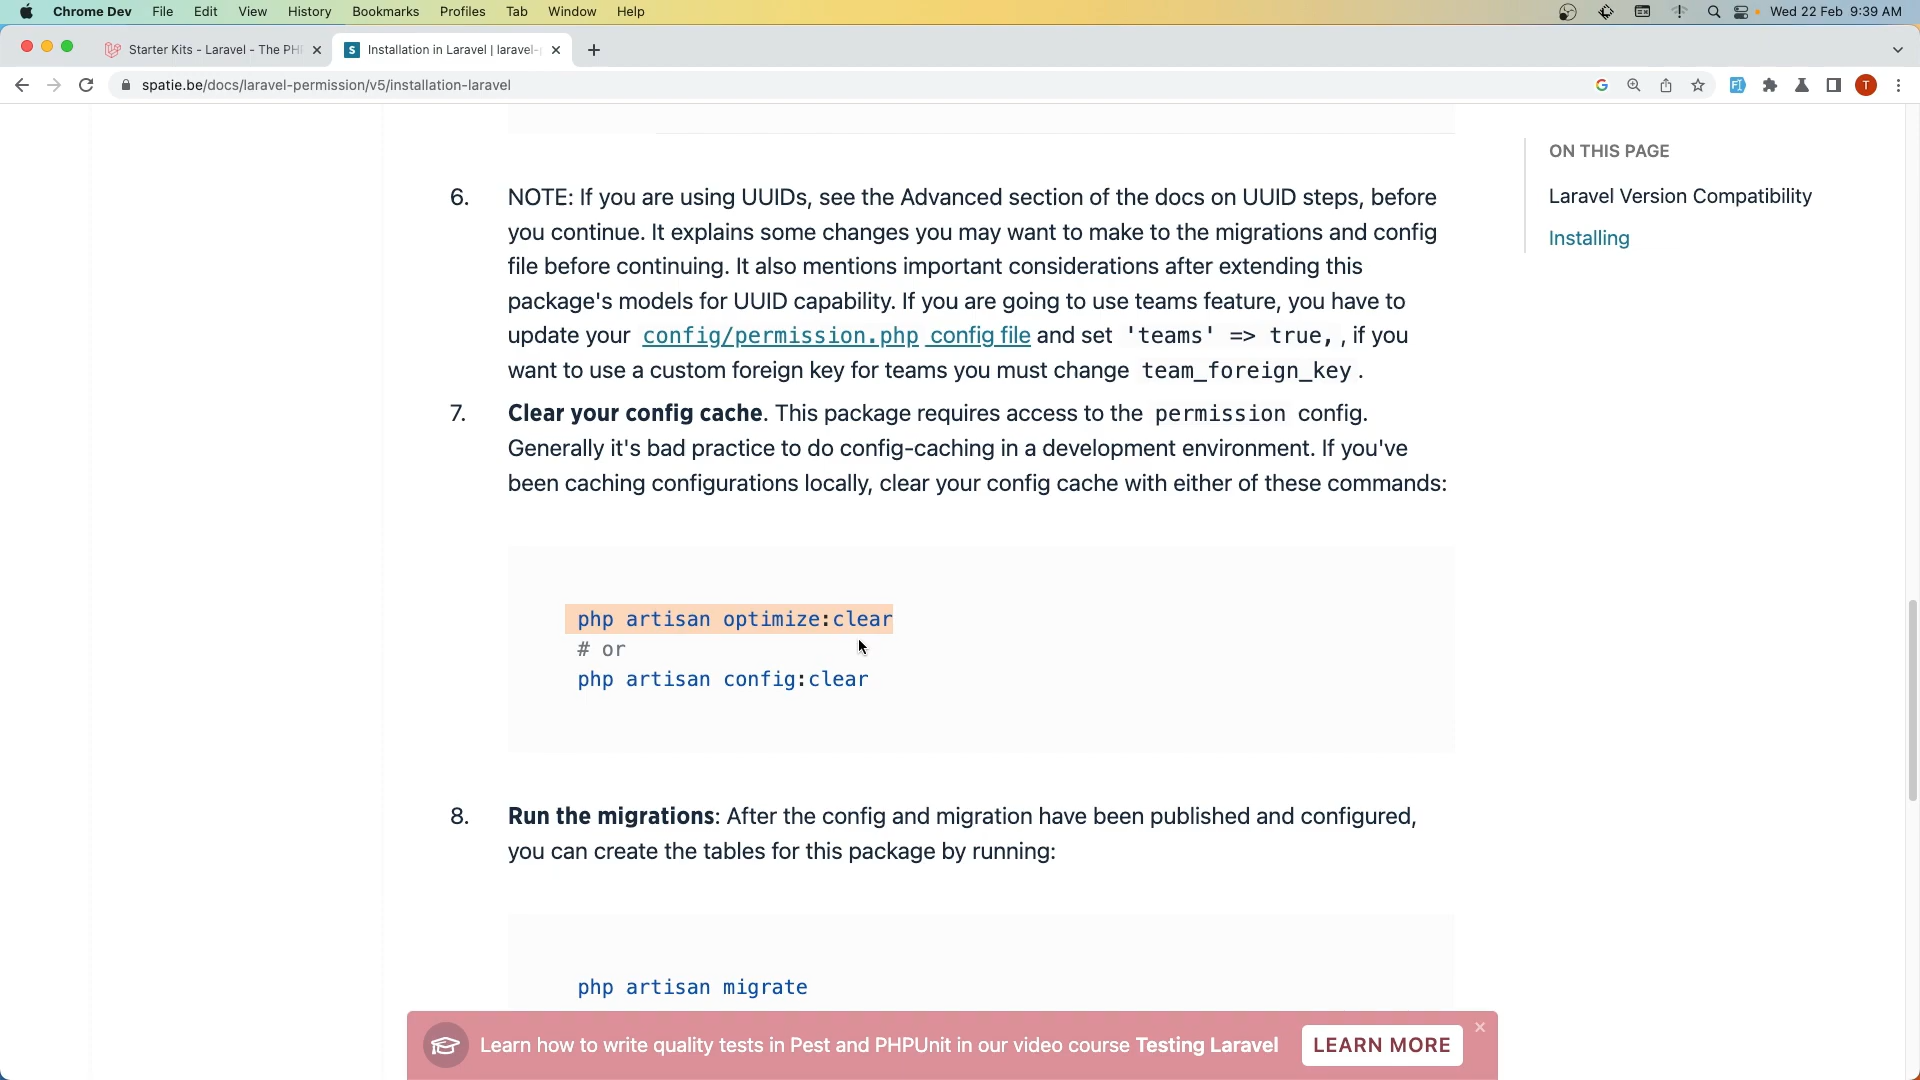 Chrome Dev File Edit View History Bookmarks Profiles Tab Window Help Wed 22 Feb 9:39 AM
Starter Kits - Laravel - The PH Installation in Laravel | laravel-
spatie.be/docs/laravel-permission/v5/installation-laravel
ON THIS PAGE
Laravel Version Compatibility
Installing
6. NOTE: If you are using UUIDs, see the Advanced section of the docs on UUID steps, before
you continue. It explains some changes you may want to make to the migrations and config
file before continuing. It also mentions important considerations after extending this
package's models for UUID capability. If you are going to use teams feature, you have to
update your config/permission.php config file and set 'teams' => true, , if you
want to use a custom foreign key for teams you must change team_foreign_key .
7. Clear your config cache. This package requires access to the permission config.
Generally it's bad practice to do config-caching in a development environment. If you've
been caching configurations locally, clear your config cache with either of these commands:
php artisan optimize:clear
# or
php artisan config:clear
8. Run the migrations: After the config and migration have been published and configured,
you can create the tables for this package by running:
php artisan migrate
Learn how to write quality tests in Pest and PHPUnit in our video course Testing Laravel LEARN MORE